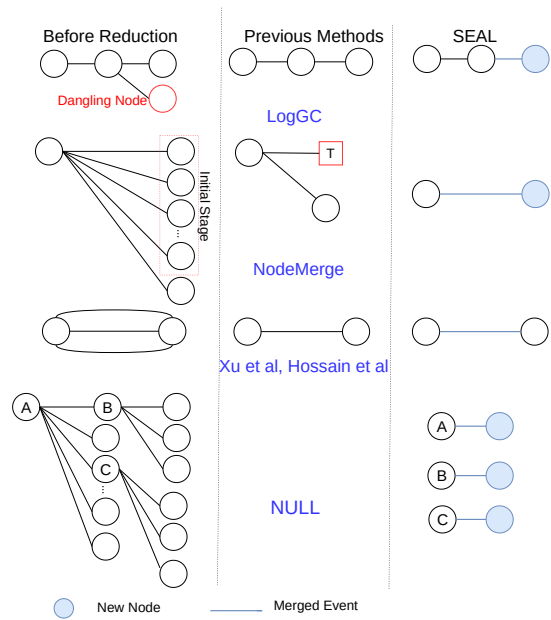 Before Reduction
Previous Methods
SEAL
Dangling Node
LogGC
Initial Stage
...
T
NodeMerge
Xu et al, Hossain et al
A
B
C
...
NULL
A
B
C
New Node
Merged Event